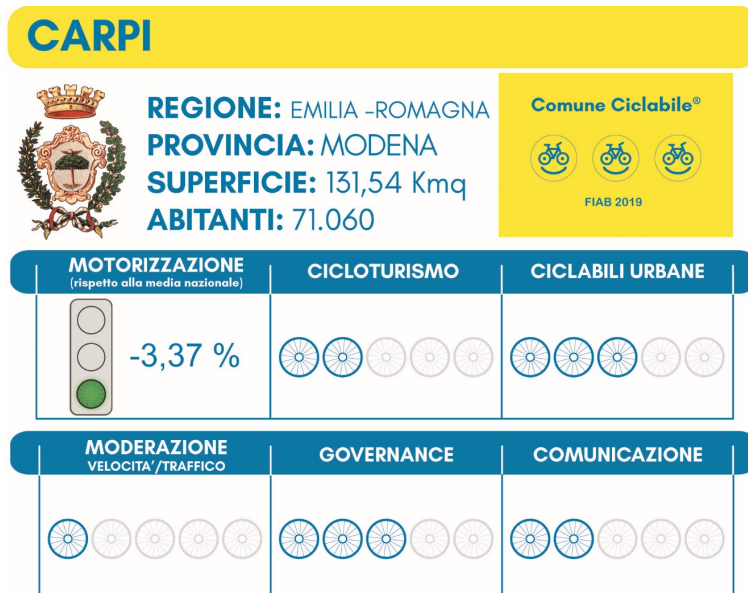 CARPI
REGIONE: EMILIA -ROMAGNA
PROVINCIA: MODENA
SUPERFICIE: 131,54 Kmq
ABITANTI: 71.060
Comune Ciclabile®
FIAB 2019
MOTORIZZAZIONE
(rispetto alla media nazionale)
CICLOTURISMO
CICLABILI URBANE
-3,37 %
MODERAZIONE
VELOCITA'/TRAFFICO
GOVERNANCE
COMUNICAZIONE